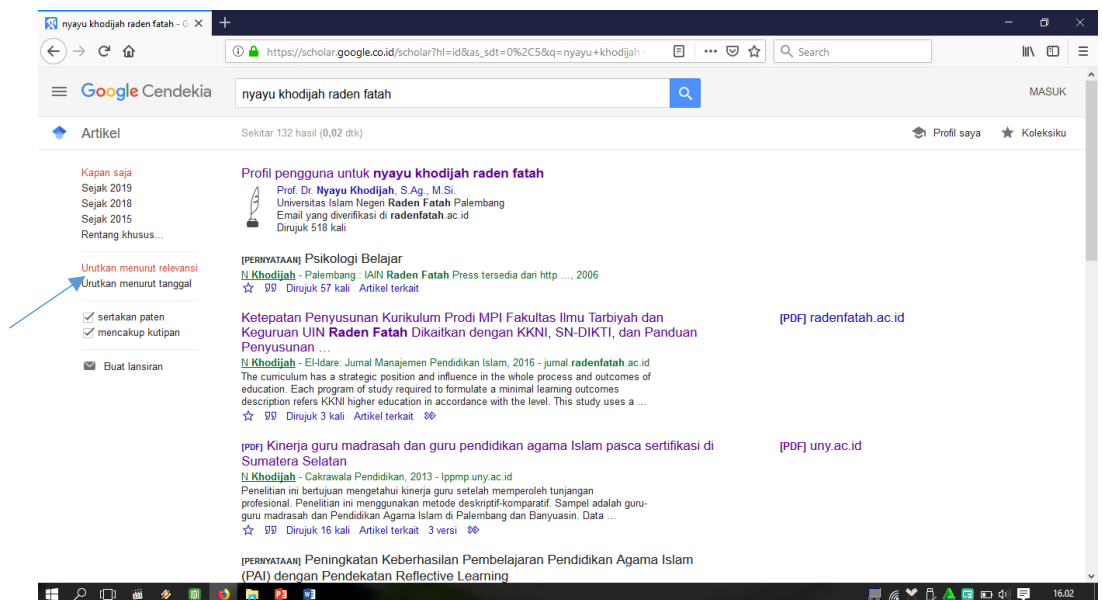 nyayu khodijah raden fatah - G
https://scholar.google.co.id/scholar?hl=id&as_sdt=0%2C5&q=nyayu+khodijah+
Search
Google Cendekia
nyayu khodijah raden fatah
MASUK
Artikel
Sekitar 132 hasil (0,02 dtk)
Profil saya
Koleksiku
Kapan saja
Sejak 2019
Sejak 2018
Sejak 2015
Rentang khusus...
Urutkan menurut relevansi
Urutkan menurut tanggal
sertakan paten
mencakup kutipan
Buat lansiran
Profil pengguna untuk nyayu khodijah raden fatah
Prof. Dr. Nyayu Khodijah, S.Ag., M.Si.
Universitas Islam Negeri Raden Fatah Palembang
Email yang diverifikasi di radenfatah.ac.id
Dirujuk 518 kali
[PERNYATAAN] Psikologi Belajar
N Khodijah - Palembang.: IAIN Raden Fatah Press tersedia dari http …, 2006
Dirujuk 57 kali Artikel terkait
Ketepatan Penyusunan Kurikulum Prodi MPI Fakultas Ilmu Tarbiyah dan
Keguruan UIN Raden Fatah Dikaitkan dengan KKNI, SN-DIKTI, dan Panduan
Penyusunan …
[PDF] radenfatah.ac.id
N Khodijah - El-Idare: Jurnal Manajemen Pendidikan Islam, 2016 - jurnal.radenfatah.ac.id
The curriculum has a strategic position and influence in the whole process and outcomes of
education. Each program of study required to formulate a minimal learning outcomes
description refers KKNI higher education in accordance with the level. This study uses a …
Dirujuk 3 kali Artikel terkait
[PDF] Kinerja guru madrasah dan guru pendidikan agama Islam pasca sertifikasi di
Sumatera Selatan
[PDF] uny.ac.id
N Khodijah - Cakrawala Pendidikan, 2013 - lppmp.uny.ac.id
Penelitian ini bertujuan mengetahui kinerja guru setelah memperoleh tunjangan
profesional. Penelitian ini menggunakan metode deskriptif-komparatif. Sampel adalah guru-
guru madrasah dan Pendidikan Agama Islam di Palembang dan Banyuasin. Data …
Dirujuk 16 kali Artikel terkait 3 versi
[PERNYATAAN] Peningkatan Keberhasilan Pembelajaran Pendidikan Agama Islam
(PAI) dengan Pendekatan Reflective Learning
16.02